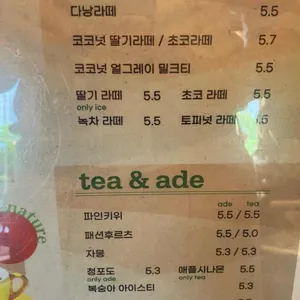 다낭라떼 5.5
코코넛 딸기라떼 / 초코라떼 5.7
코코넛 얼그레이 밀크티 5.5
딸기 라떼 5.5 초코 라떼 5.5
only ice
녹차 라떼 5.5 토피넛 라떼 5.5
tea & ade
ade tea
파인키위 5.5 / 5.5
패션후르츠 5.5 / 5.0
자몽 5.3 / 5.3
청포도 5.3 애플시나몬 5.5
only ade only tea
복숭아 아이스티 5.3
nature